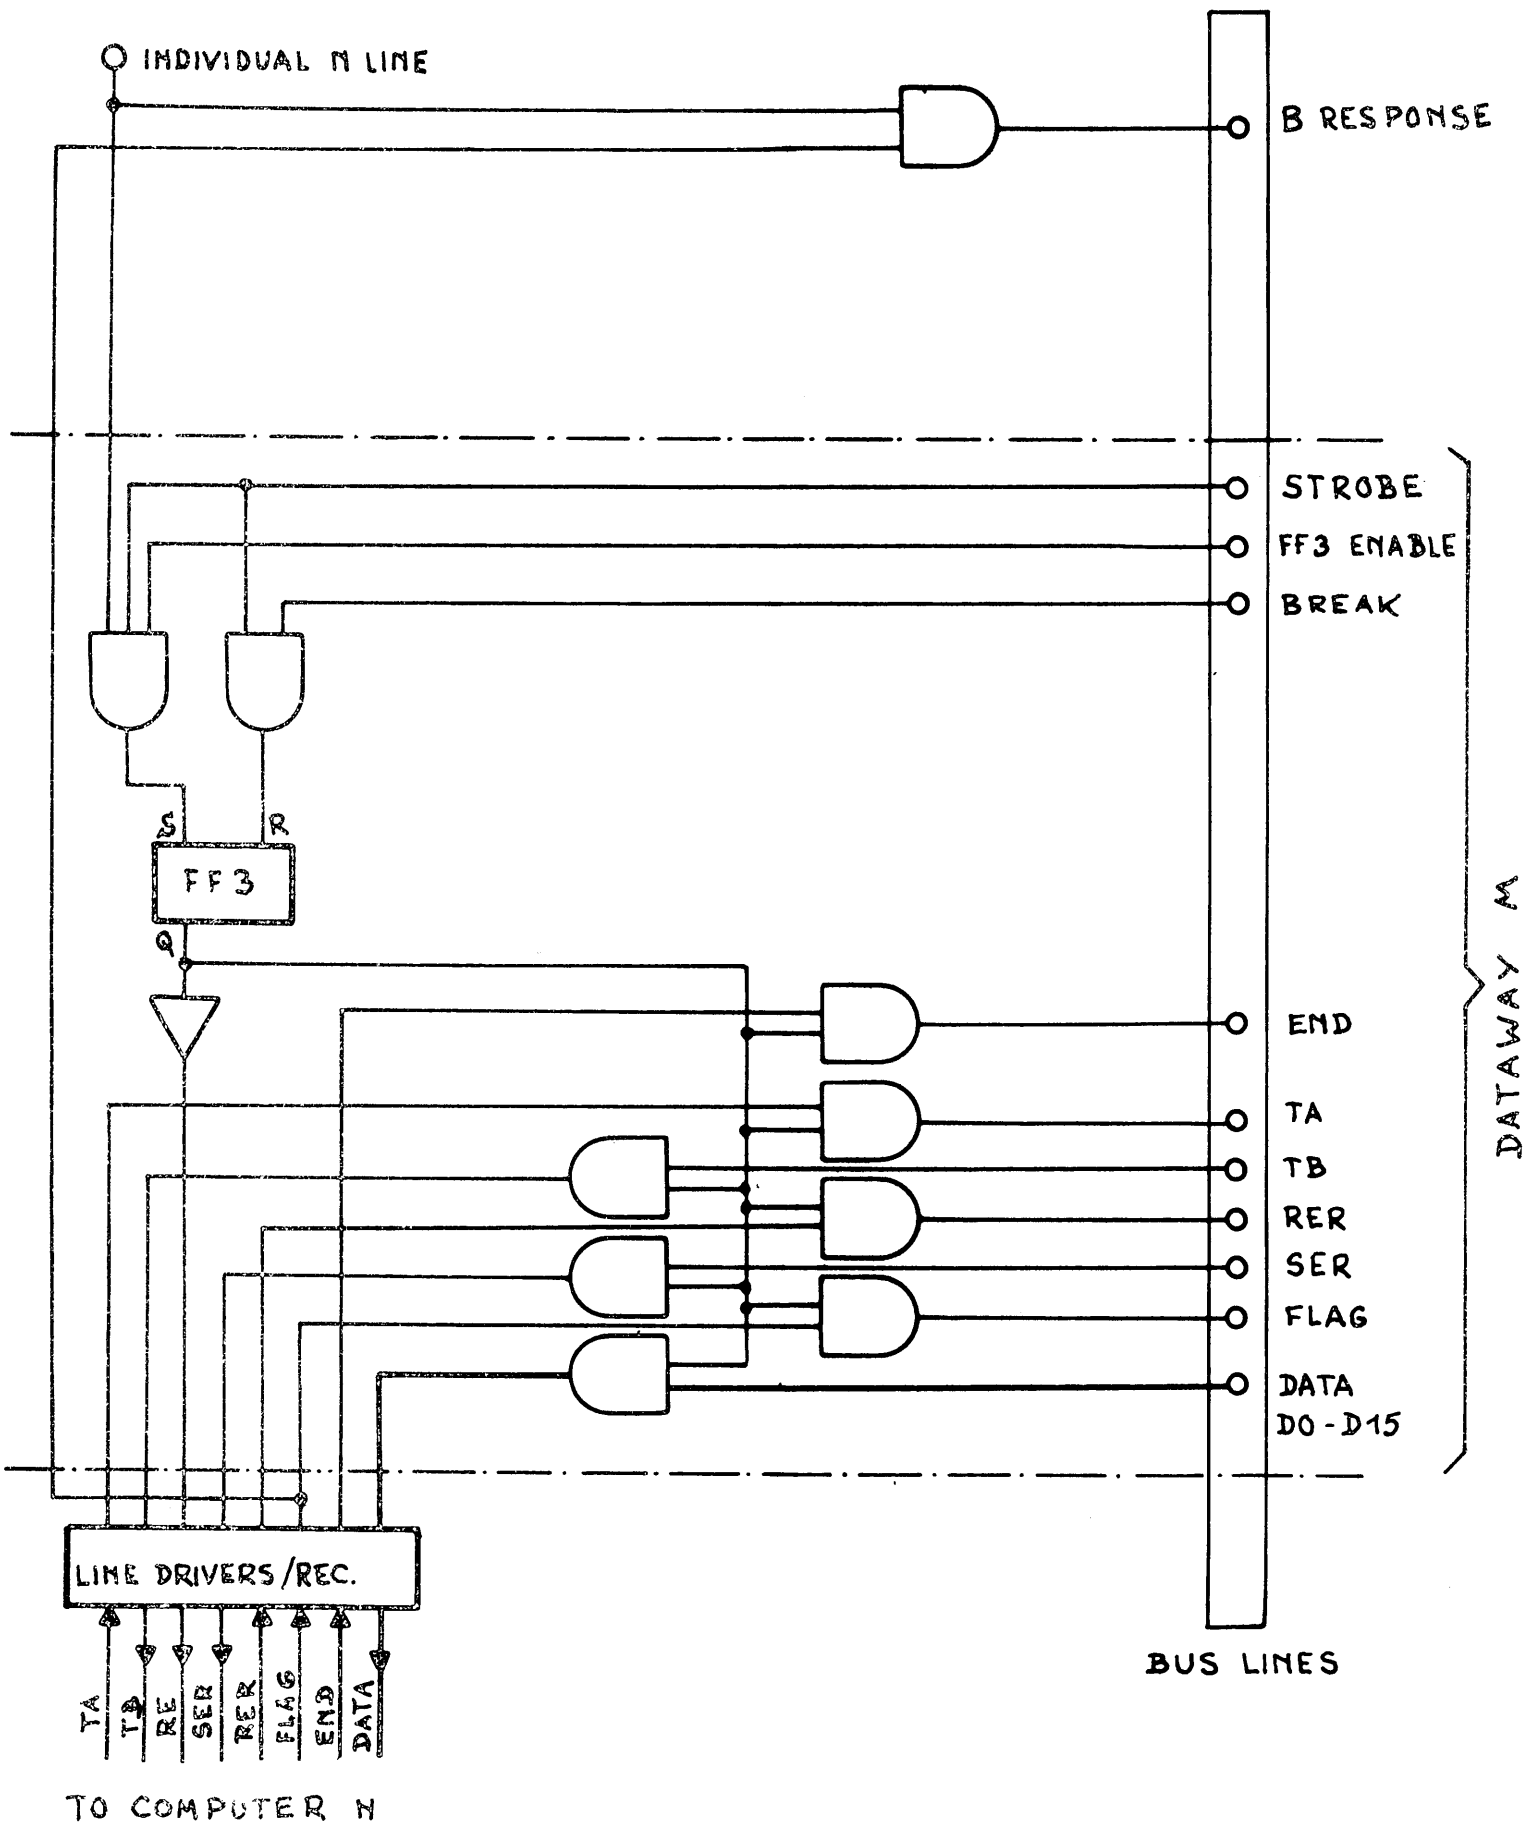 INDIVIDUAL N LINE
B RESPONSE
STROBE
FF3 ENABLE
BREAK
S
R
FF3
Q
END
TA
TB
RER
SER
FLAG
DATA
D0-D15
DATAWAY M
LINE DRIVERS/REC.
BUS LINES
TA
TB
RE
SER
RER
FLAG
END
DATA
TO COMPUTER N